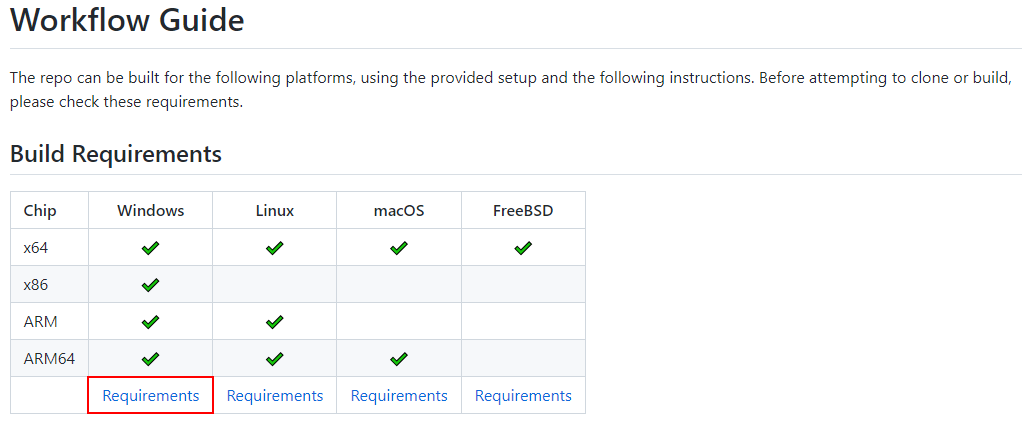 Workflow Guide
The repo can be built for the following platforms, using the provided setup and the following instructions. Before attempting to clone or build,
please check these requirements.
Build Requirements
Chip Windows Linux macOS FreeBSD
x64 ✔ ✔ ✔ ✔
x86 ✔
ARM ✔ ✔
ARM64 ✔ ✔ ✔
Requirements Requirements Requirements Requirements